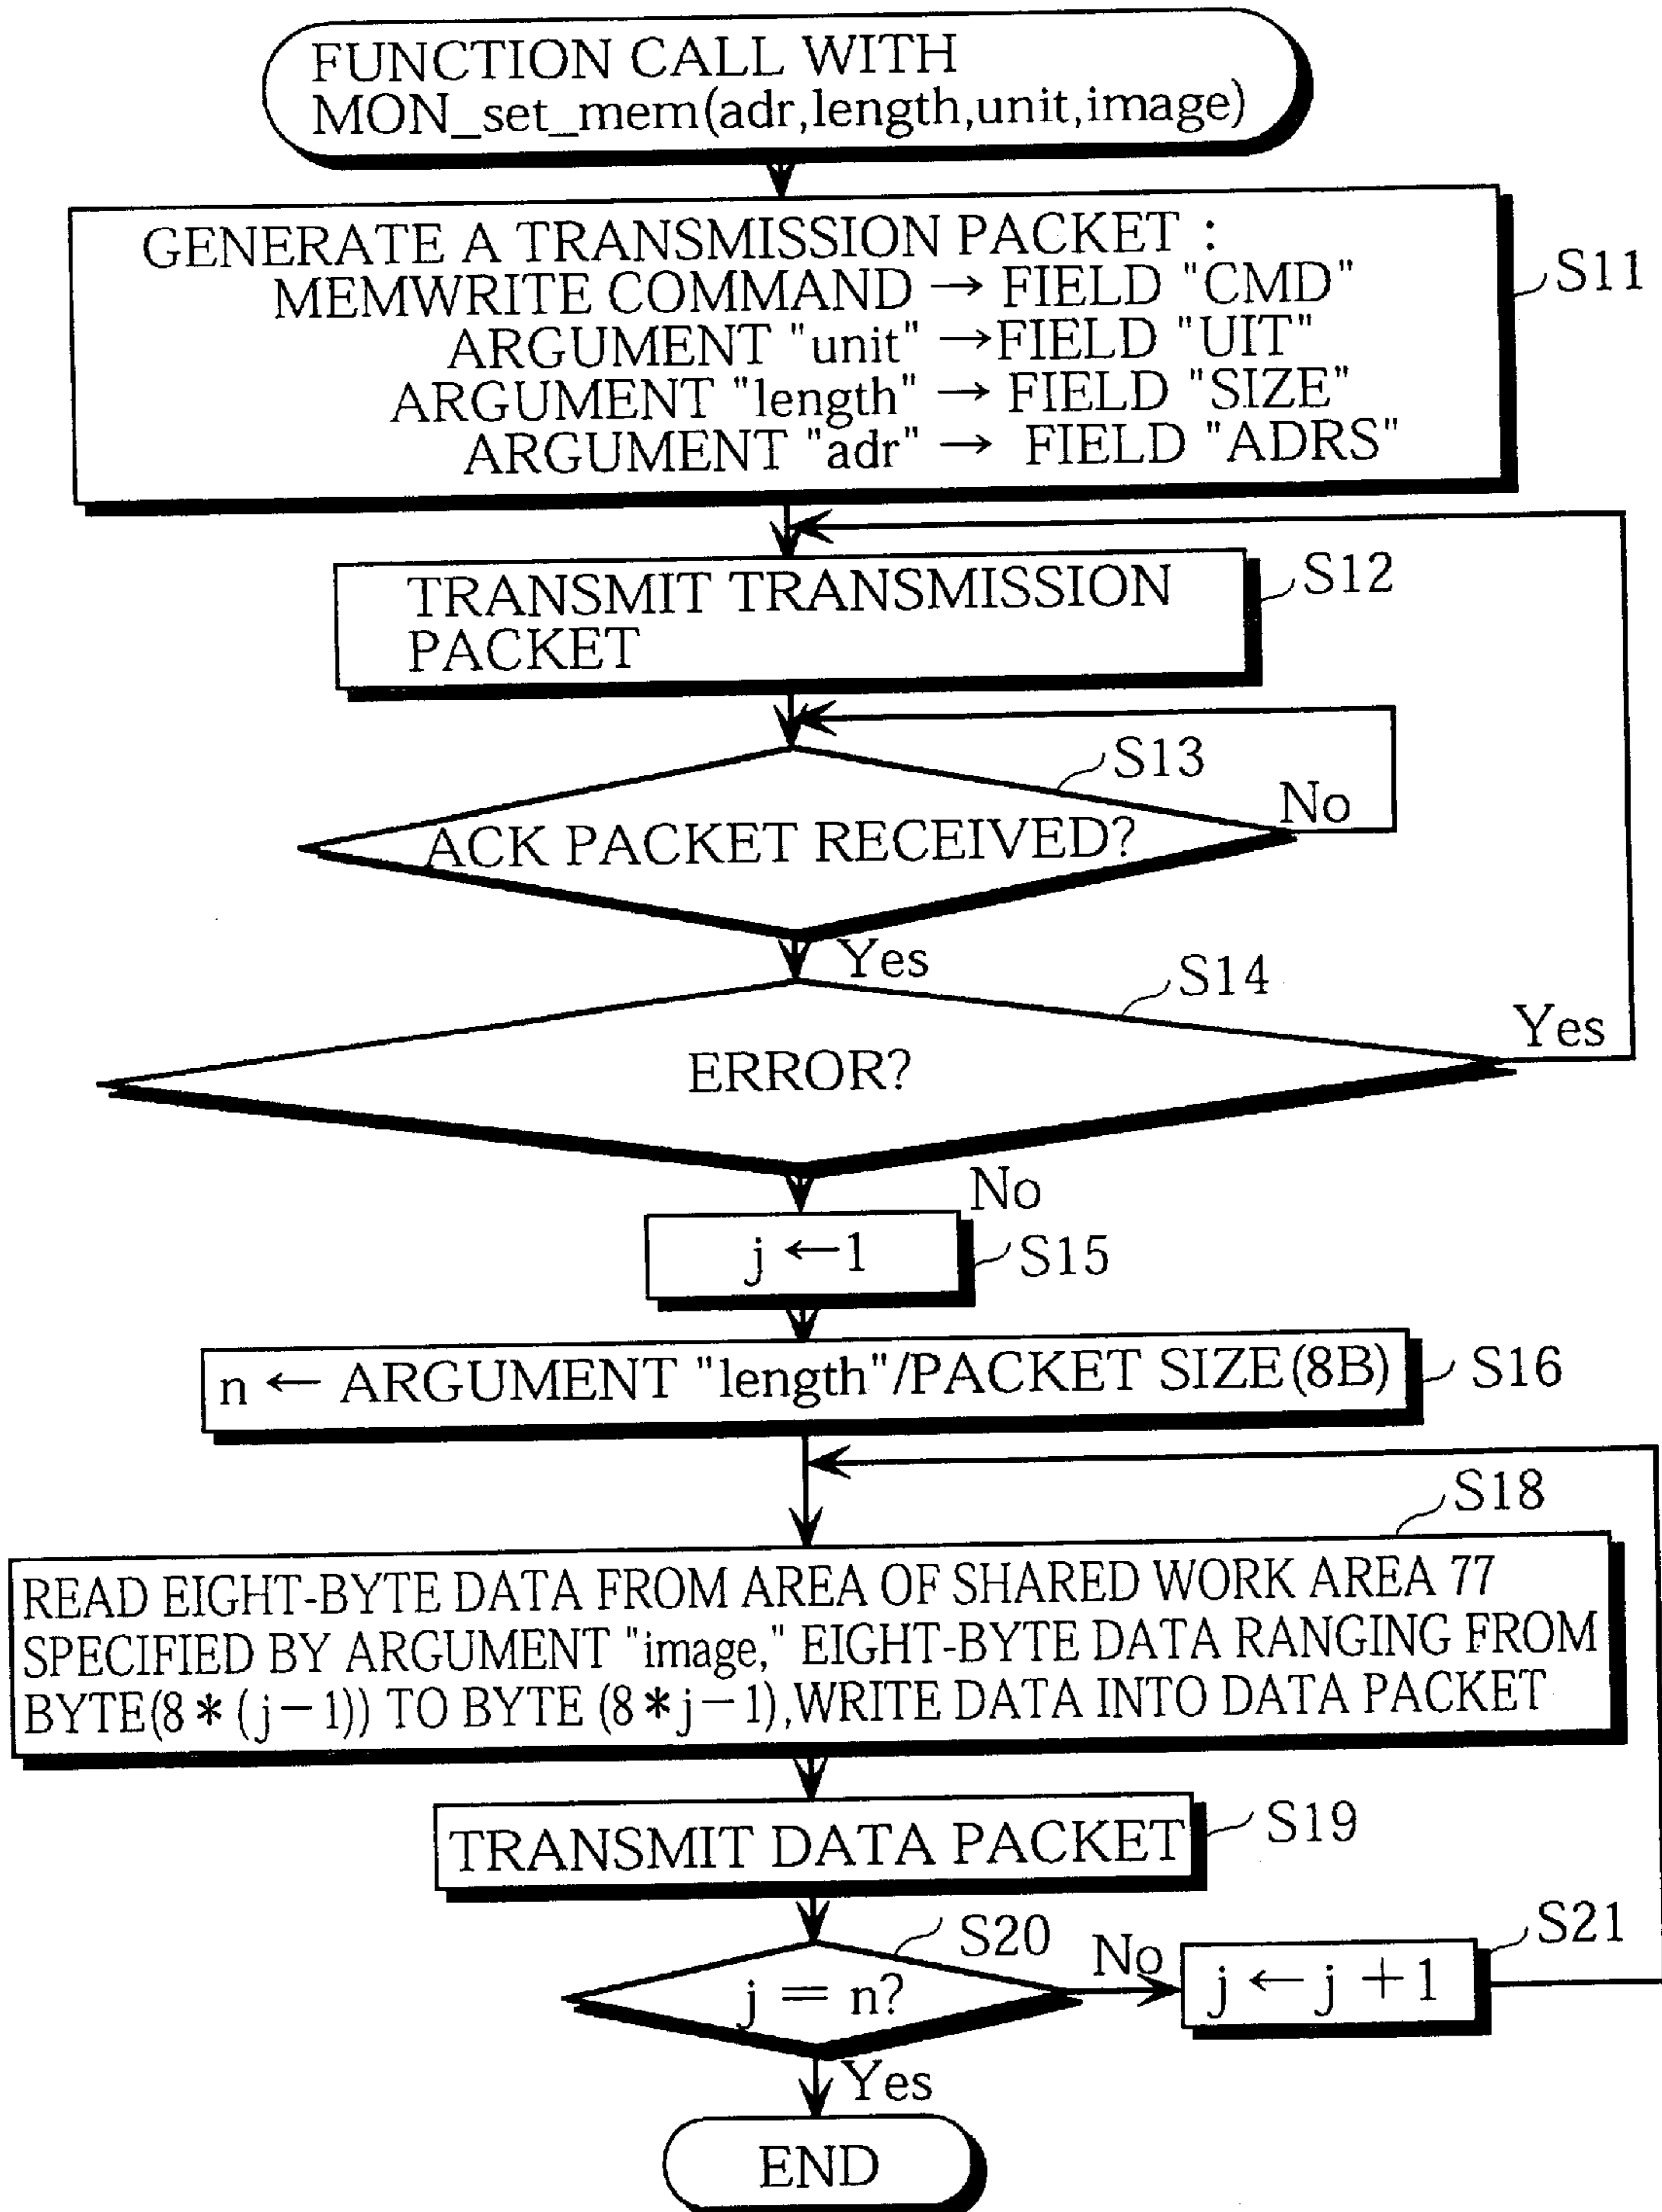 FUNCTION CALL WITH
MON_set_mem(adr,length,unit,image)
GENERATE A TRANSMISSION PACKET :
MEMWRITE COMMAND → FIELD "CMD"
ARGUMENT "unit" →FIELD "UIT"
ARGUMENT "length" → FIELD "SIZE"
ARGUMENT "adr" → FIELD "ADRS"
S11
TRANSMIT TRANSMISSION
PACKET
S12
S13
ACK PACKET RECEIVED?
No
Yes
S14
ERROR?
Yes
No
j ←1
S15
n ← ARGUMENT "length"/PACKET SIZE(8B)
S16
S18
READ EIGHT-BYTE DATA FROM AREA OF SHARED WORK AREA 77
SPECIFIED BY ARGUMENT "image," EIGHT-BYTE DATA RANGING FROM
BYTE(8*(j-1)) TO BYTE (8*j-1),WRITE DATA INTO DATA PACKET
TRANSMIT DATA PACKET
S19
S20
j = n?
No
j ← j +1
S21
Yes
END